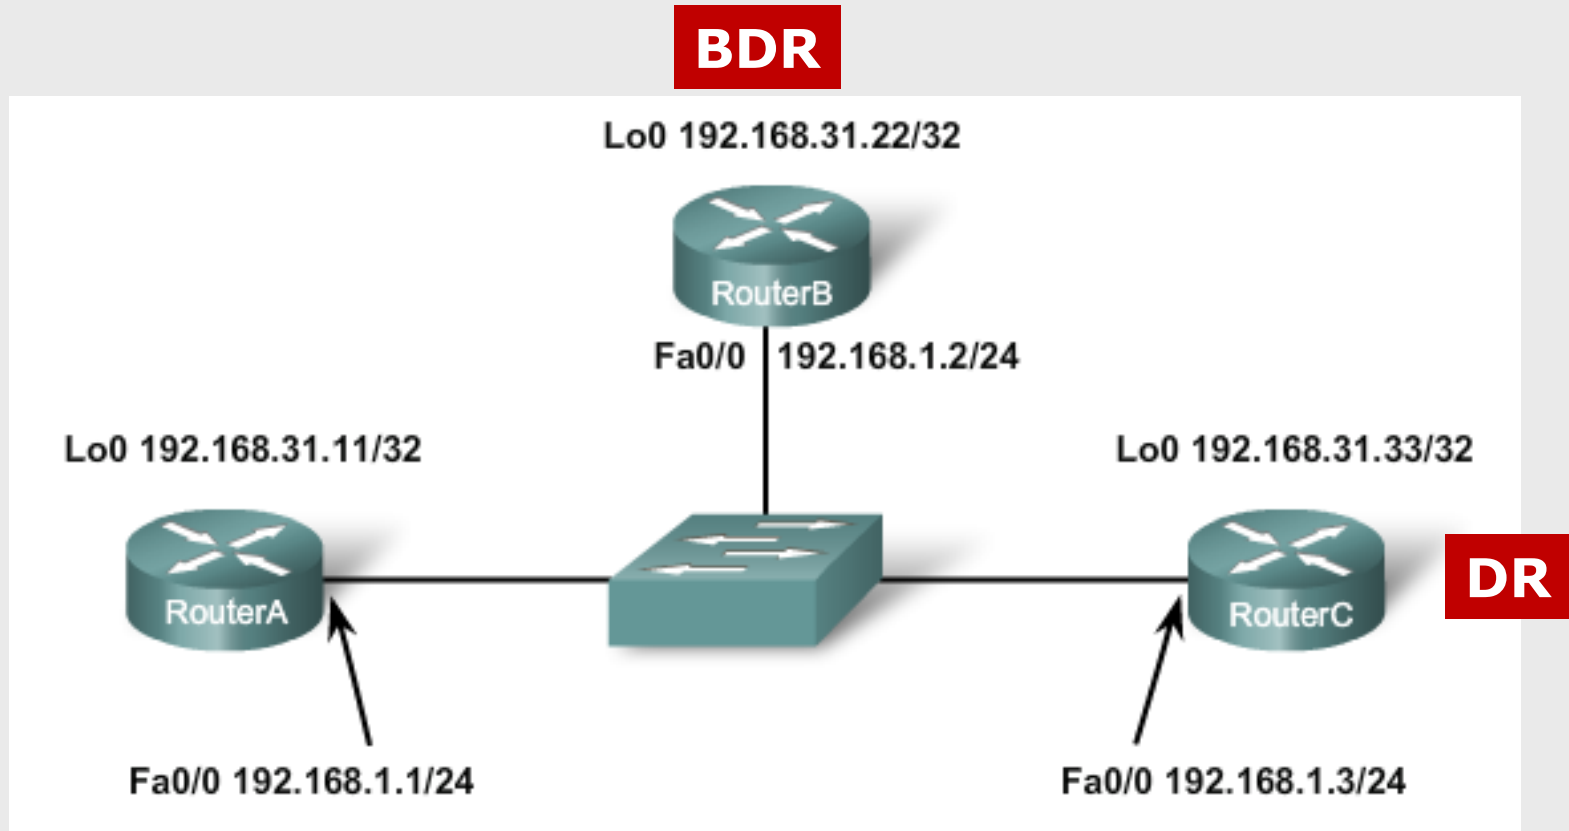 BDR
Lo0 192.168.31.22/32
RouterB
Fa0/0 192.168.1.2/24
Lo0 192.168.31.11/32
Lo0 192.168.31.33/32
RouterA
RouterC
DR
Fa0/0 192.168.1.1/24
Fa0/0 192.168.1.3/24